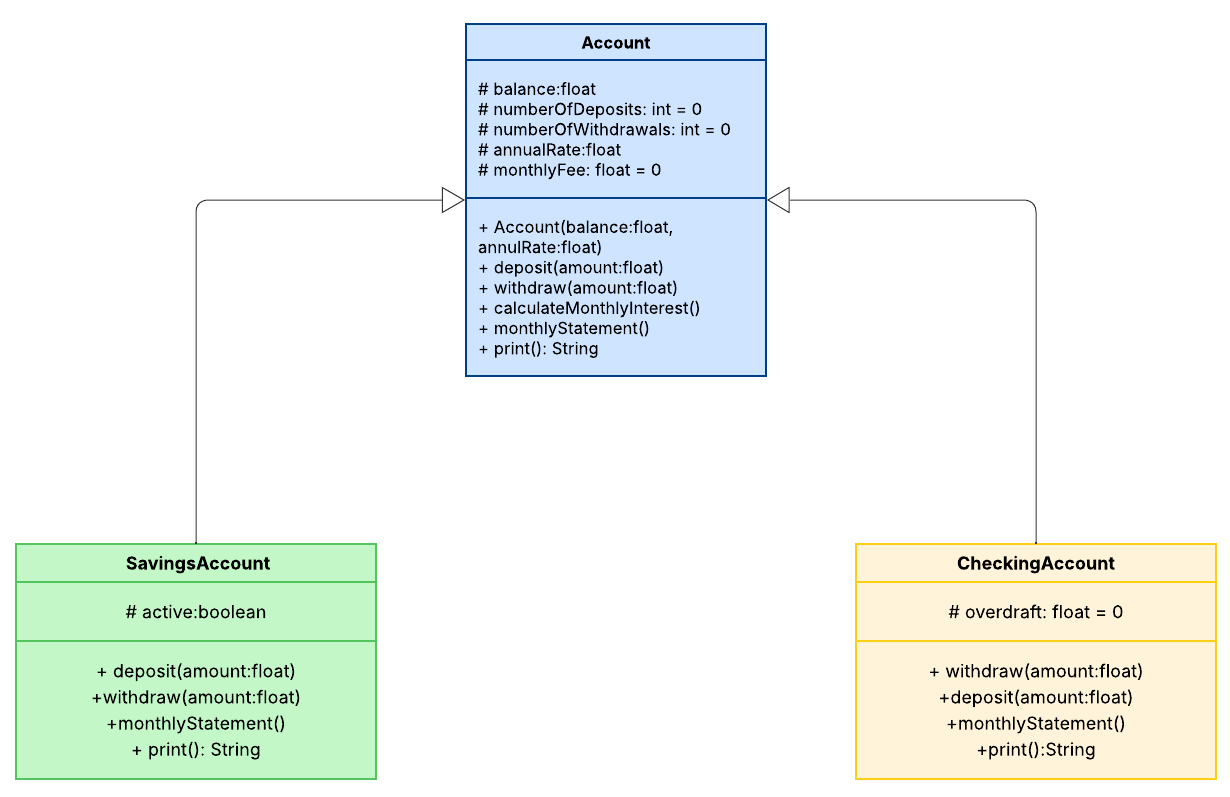 Account
# balance:float
# numberOfDeposits: int = 0
# numberOfWithdrawals: int = 0
# annualRate:float
# monthlyFee: float = 0
+ Account(balance:float,
annulRate:float)
+ deposit(amount:float)
+ withdraw(amount:float)
+ calculateMonthlyInterest()
+ monthlyStatement()
+ print(): String
SavingsAccount
# active:boolean
+ deposit(amount:float)
+withdraw(amount:float)
+monthlyStatement()
+ print(): String
CheckingAccount
# overdraft: float = 0
+ withdraw(amount:float)
+deposit(amount:float)
+monthlyStatement()
+print():String